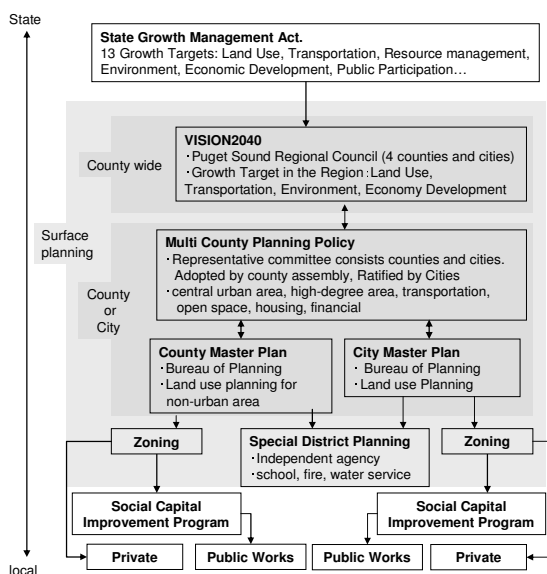 State
State Growth Management Act.
13 Growth Targets: Land Use, Transportation, Resource management,
Environment, Economic Development, Public Participation…
VISION2040
・Puget Sound Regional Council (4 counties and cities)
・Growth Target in the Region:Land Use,
Transportation, Environment, Economy Development
County wide
Surface
planning
Multi County Planning Policy
・Representative committee consists counties and cities.
Adopted by county assembly, Ratified by Cities
・central urban area, high-degree area, transportation,
open space, housing, financial
County
or
City
County Master Plan
・Bureau of Planning
・Land use planning for
non-urban area
City Master Plan
・Bureau of Planning
・Land use Planning
Zoning
Special District Planning
・Independent agency
・school, fire, water service
Zoning
Social Capital
Improvement Program
Social Capital
Improvement Program
Private
Public Works
Public Works
Private
local